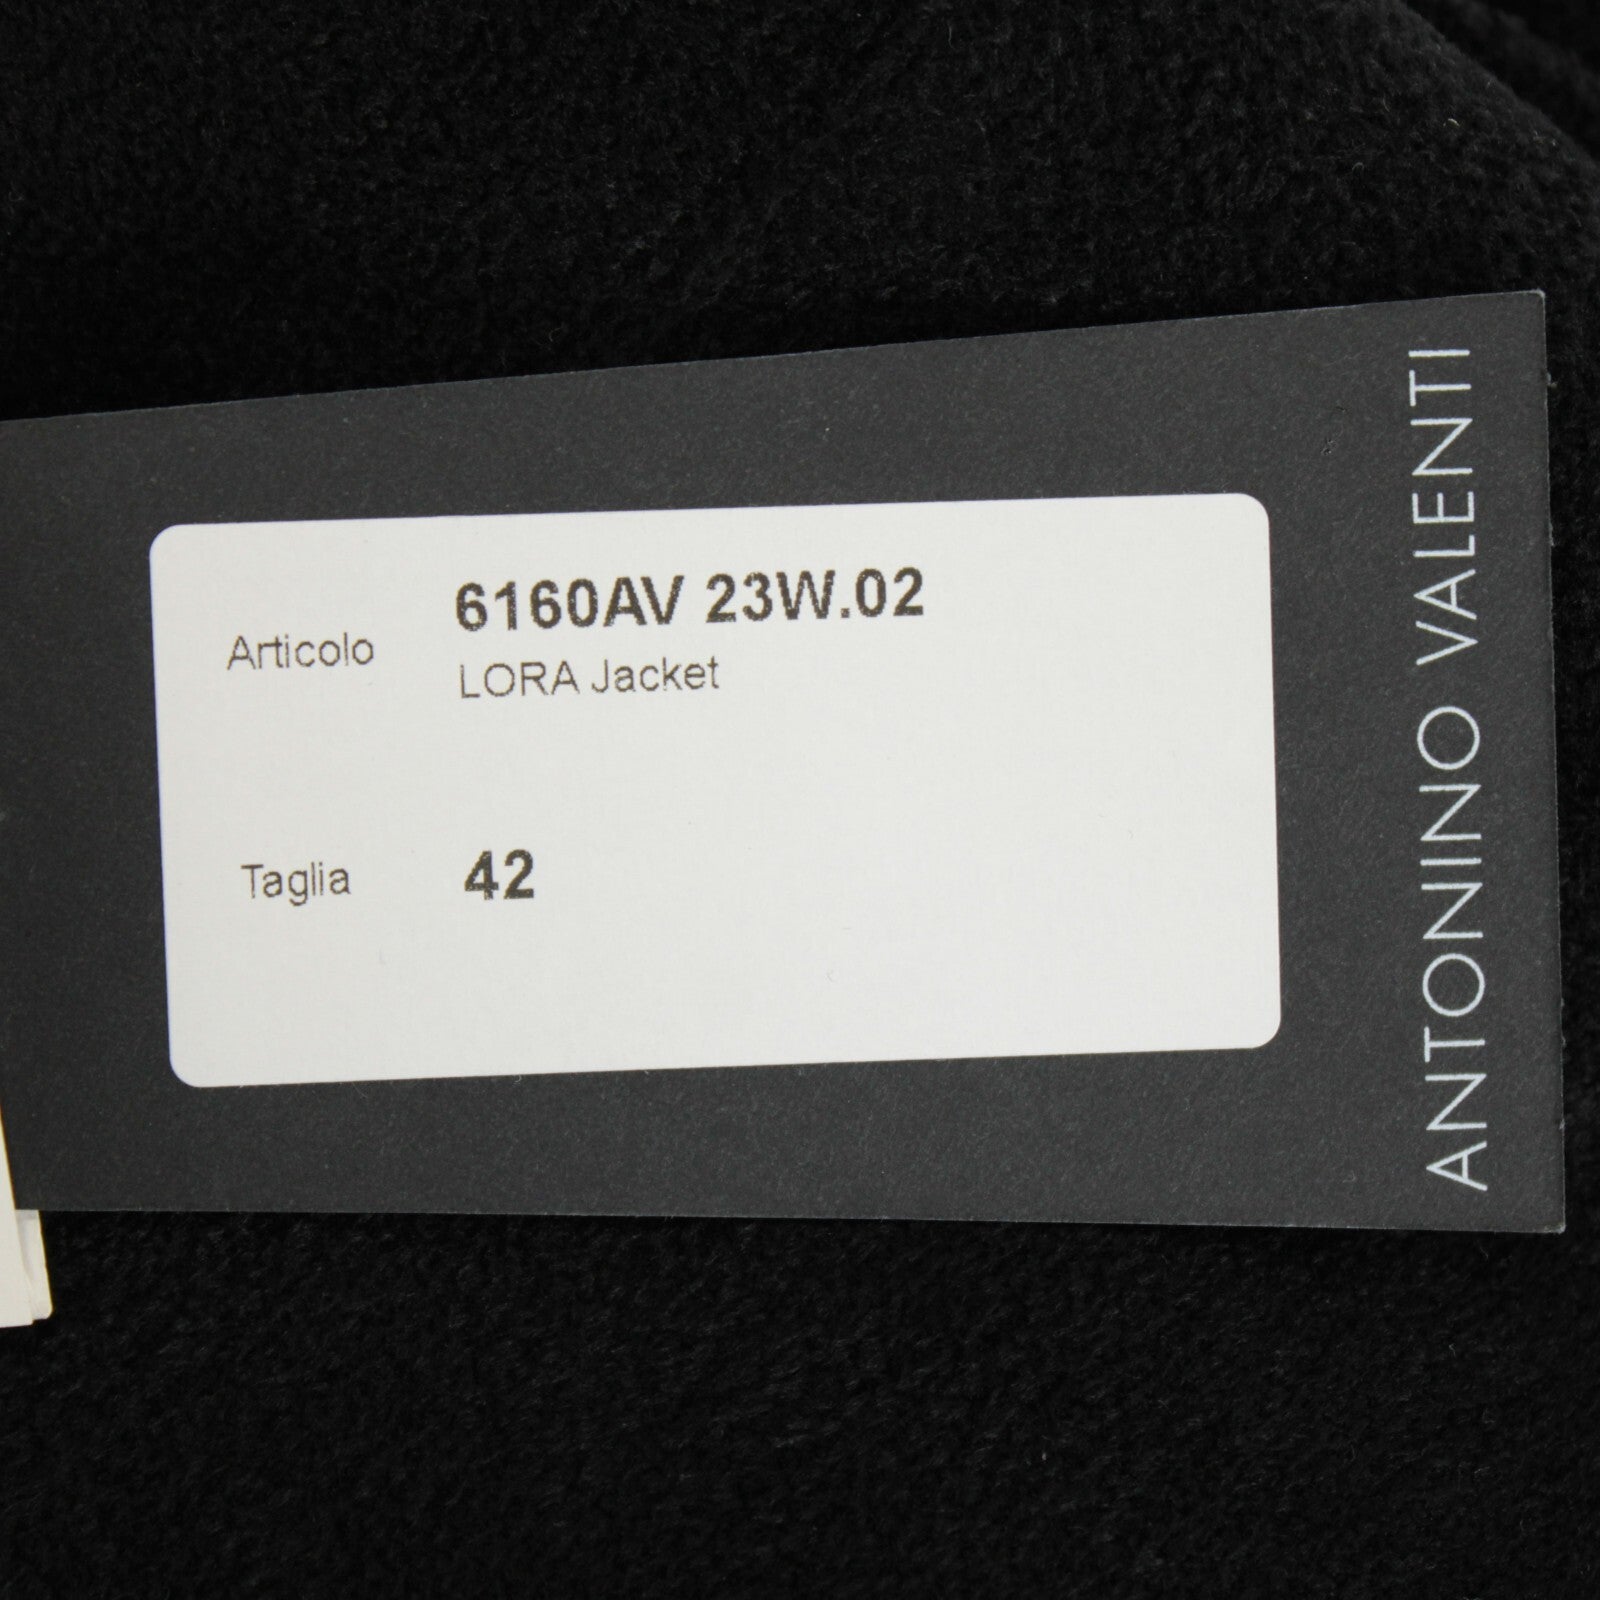 Articolo 6160AV 23W.02
LORA Jacket
Taglia 42
ANTONINO VALENTI